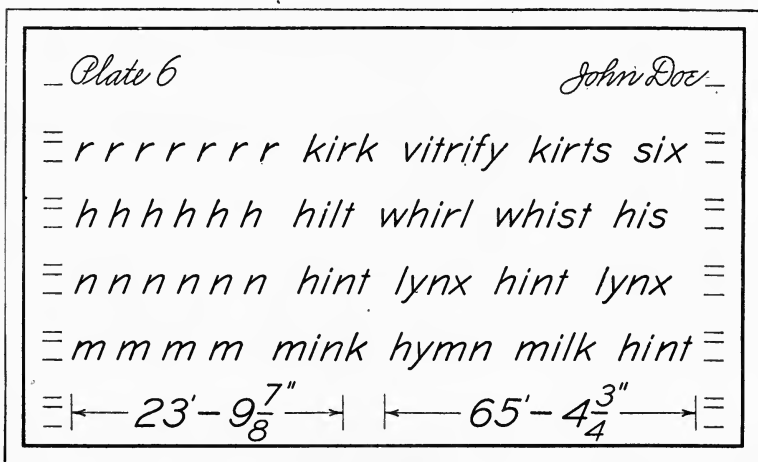 Plate 6 John Doe
r r r r r r r kirk vitrify kirts six
h h h h h h hilt whirl whist his
n n n n n n hint lynx hint lynx
m m m m mink hymn milk hint
23'-9 7/8" 65'-4 3/4"